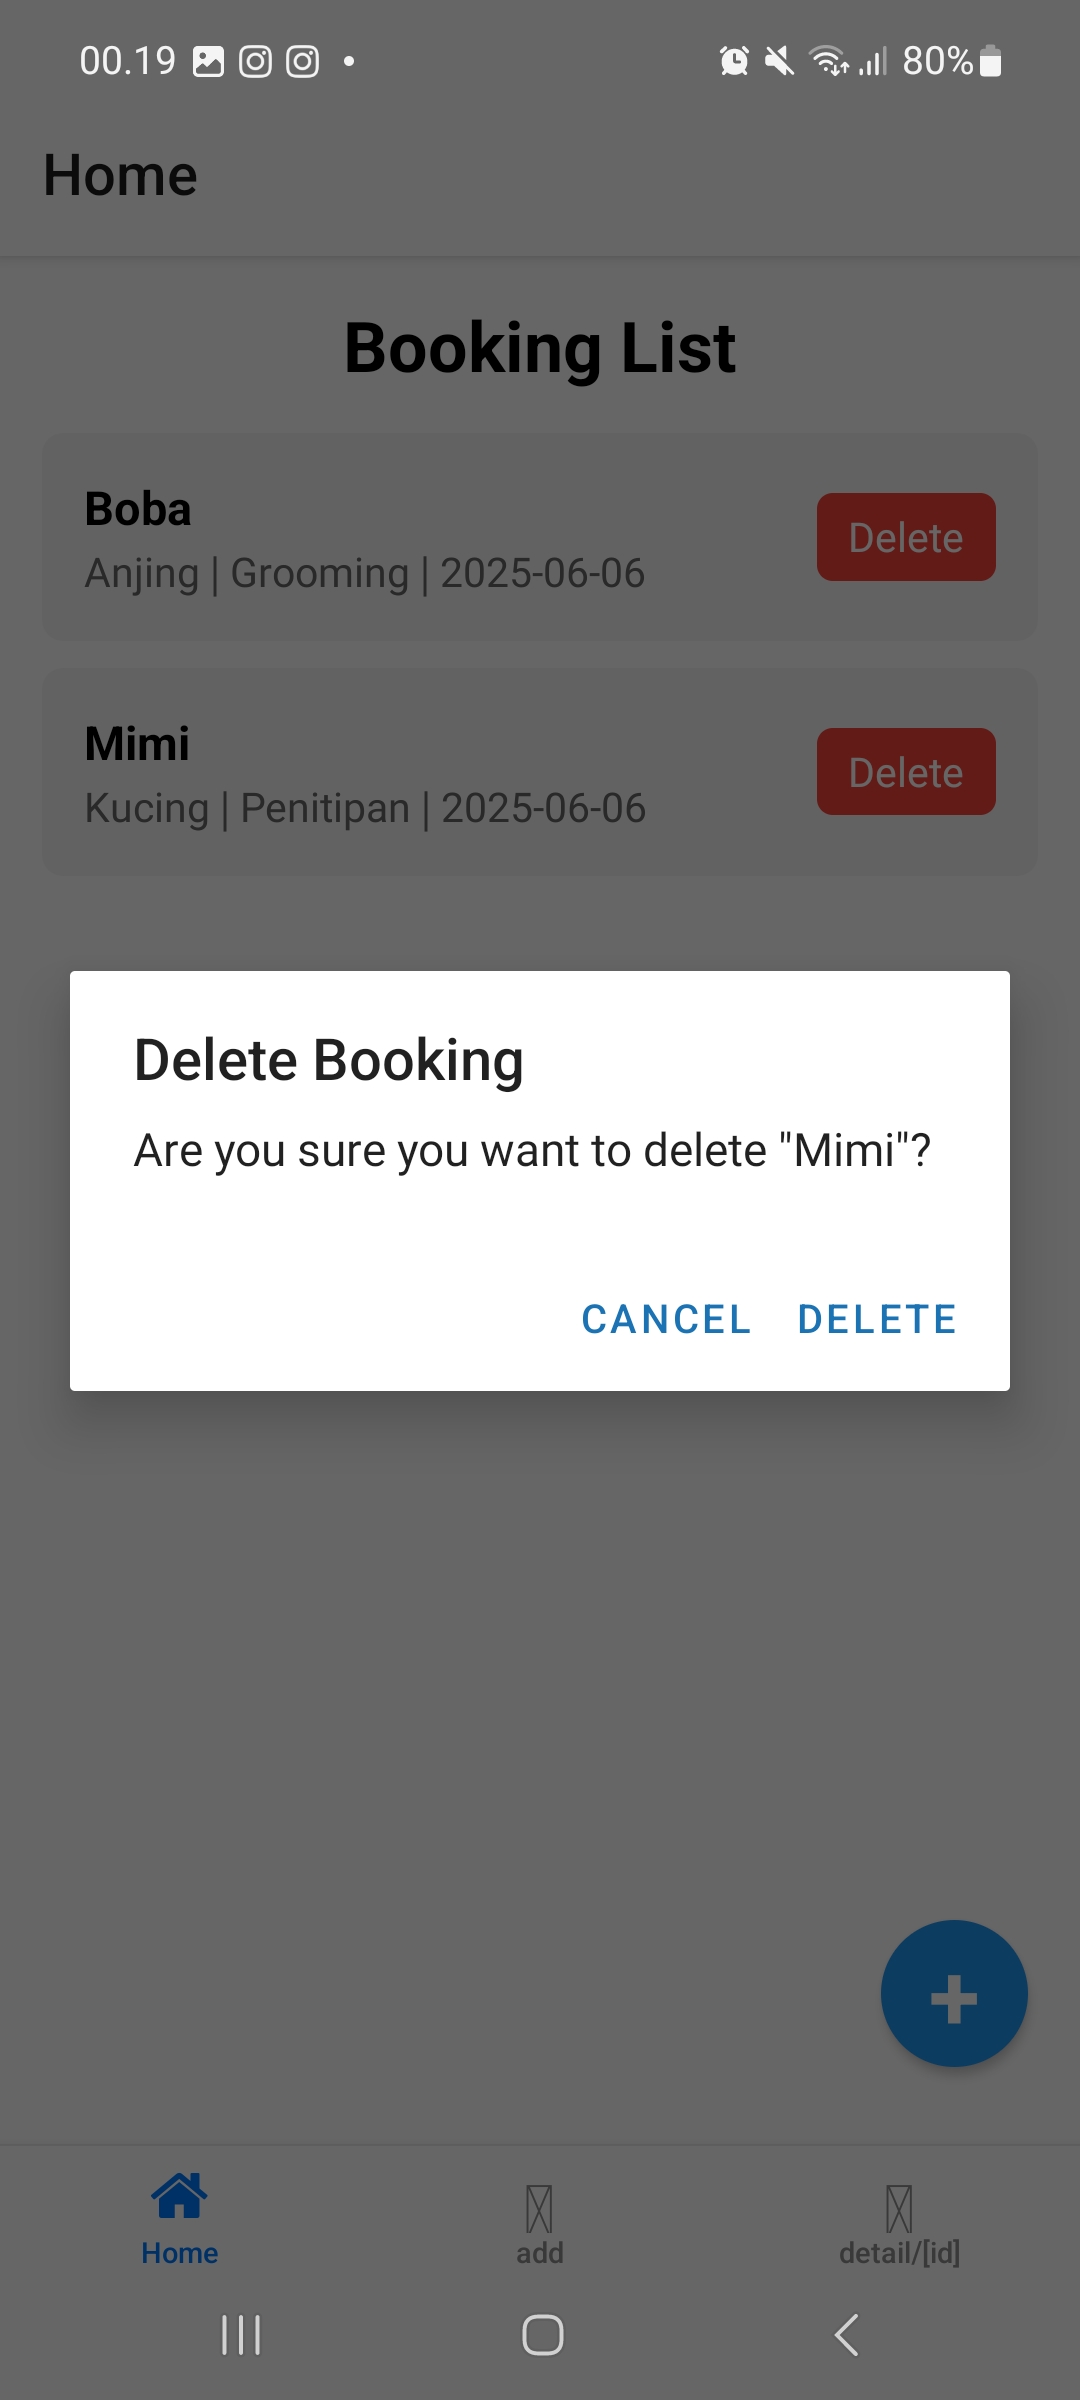 00.19 80%
Home
Booking List
Boba
Anjing | Grooming | 2025-06-06
Delete
Mimi
Kucing | Penitipan | 2025-06-06
Delete
Delete Booking
Are you sure you want to delete "Mimi"?
CANCEL DELETE
+
Home add detail/[id]